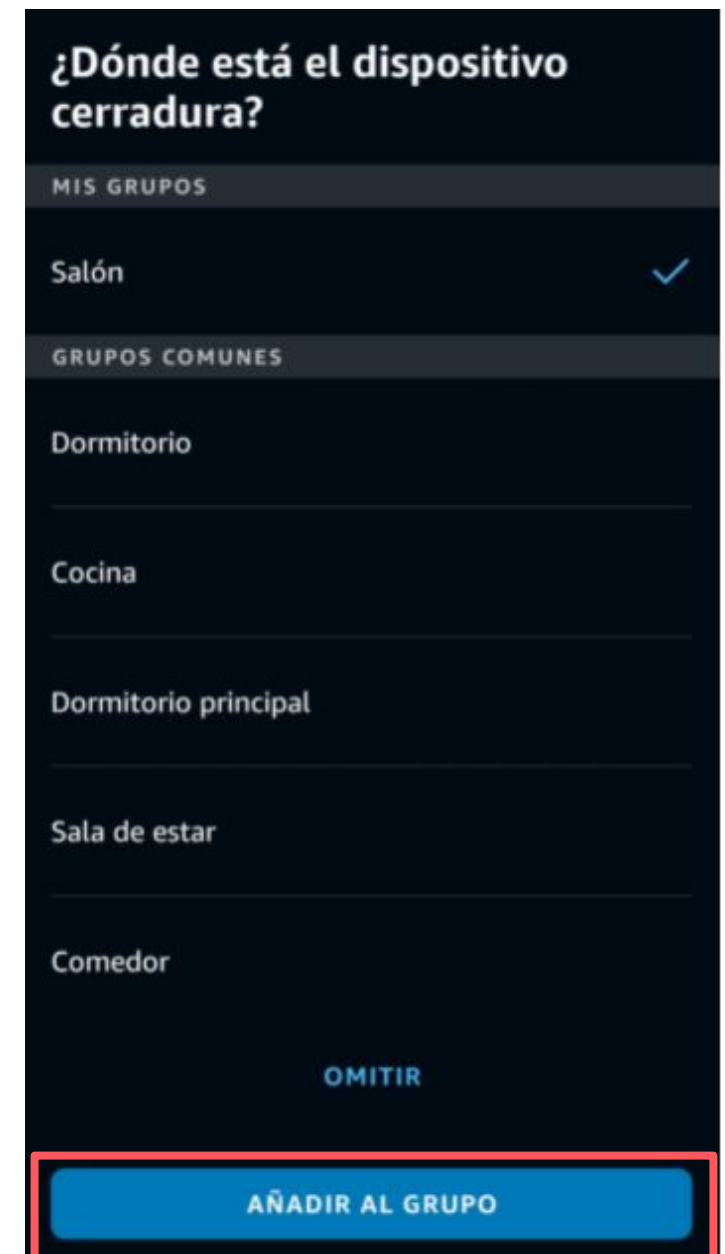 ¿Dónde está el dispositivo
cerradura?
MIS GRUPOS
Salón
GRUPOS COMUNES
Dormitorio
Cocina
Dormitorio principal
Sala de estar
Comedor
OMITIR
AÑADIR AL GRUPO